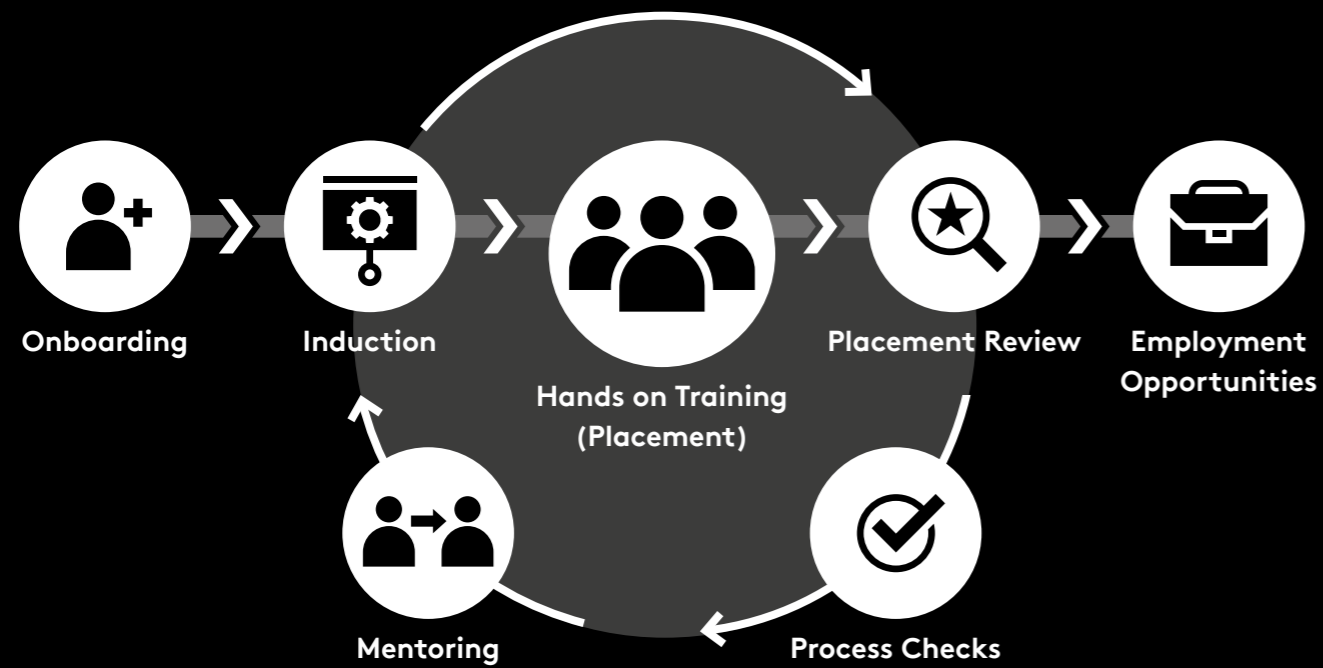 Onboarding
Induction
Hands on Training
(Placement)
Placement Review
Employment
Opportunities
Mentoring
Process Checks